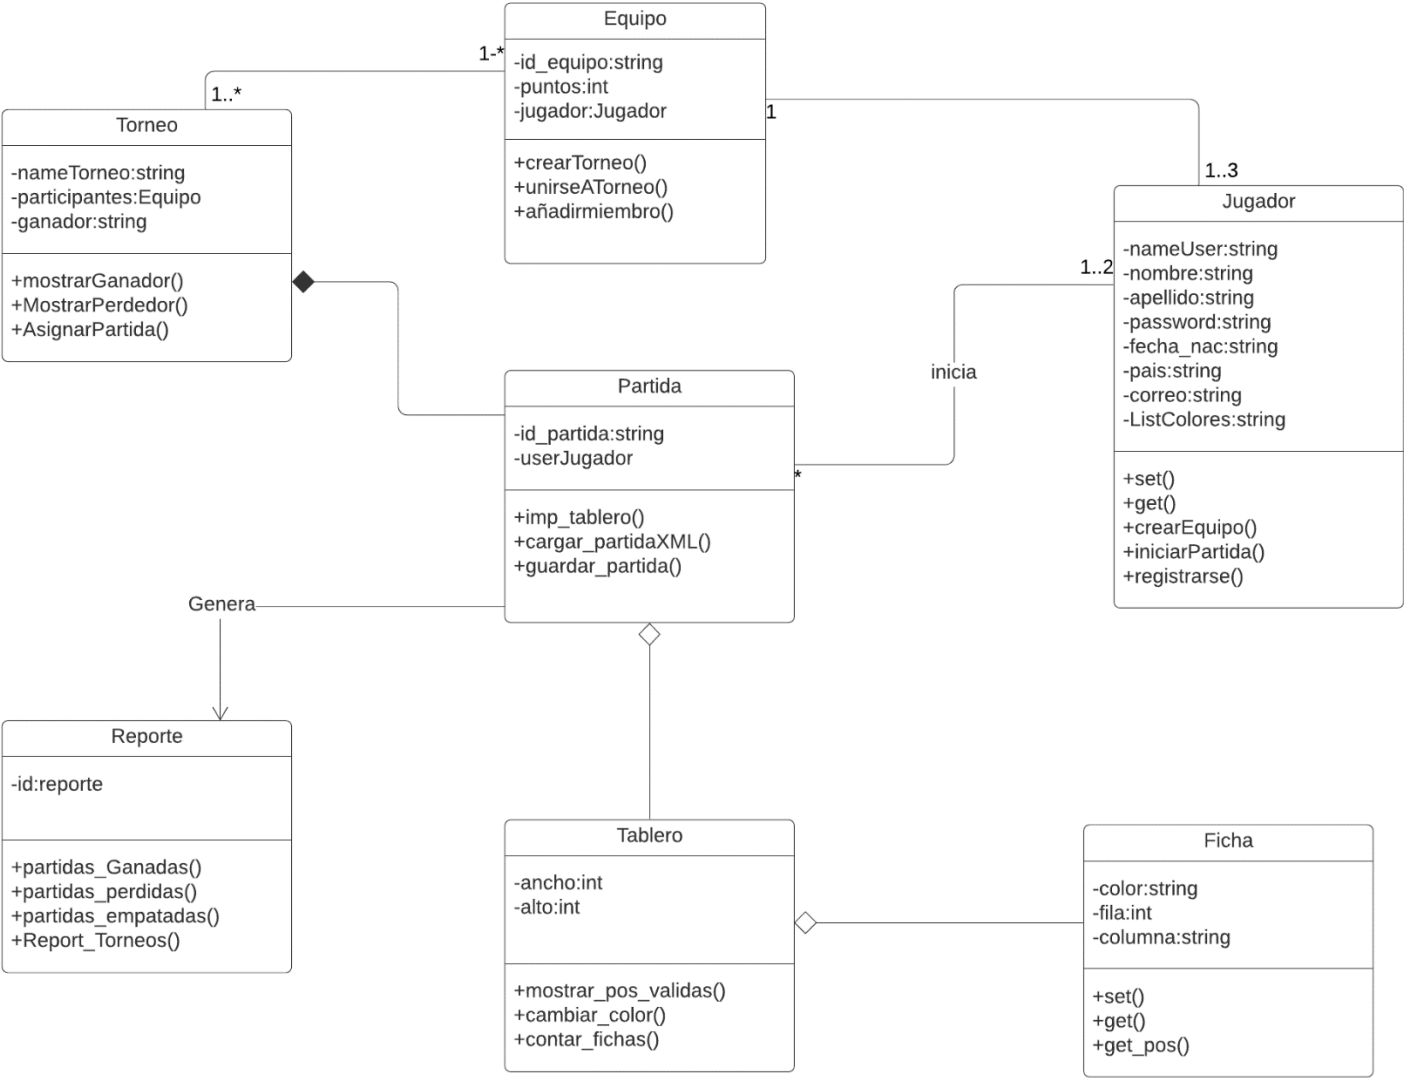 Equipo
-id_equipo:string
-puntos:int
-jugador:Jugador
+crearTorneo()
+unirseATorneo()
+añadirmiembro()
1-*
1..*
1
1..3
Torneo
-nameTorneo:string
-participantes:Equipo
-ganador:string
+mostrarGanador()
+MostrarPerdedor()
+AsignarPartida()
Jugador
-nameUser:string
-nombre:string
-apellido:string
-password:string
-fecha_nac:string
-pais:string
-correo:string
-ListColores:string
+set()
+get()
+crearEquipo()
+iniciarPartida()
+registrarse()
1..2
inicia
*
Partida
-id_partida:string
-userJugador
+imp_tablero()
+cargar_partidaXML()
+guardar_partida()
Genera
Reporte
-id:reporte
+partidas_Ganadas()
+partidas_perdidas()
+partidas_empatadas()
+Report_Torneos()
Tablero
-ancho:int
-alto:int
+mostrar_pos_validas()
+cambiar_color()
+contar_fichas()
Ficha
-color:string
-fila:int
-columna:string
+set()
+get()
+get_pos()